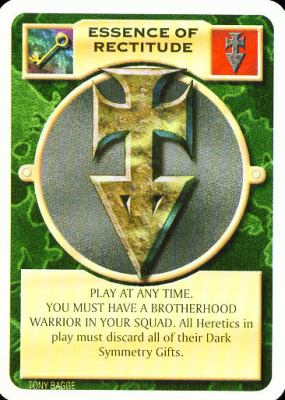 ESSENCE OF
RECTITUDE
PLAY AT ANY TIME.
YOU MUST HAVE A BROTHERHOOD
WARRIOR IN YOUR SQUAD. All Heretics in
play must discard all of their Dark
Symmetry Gifts.
TONY BAGGE